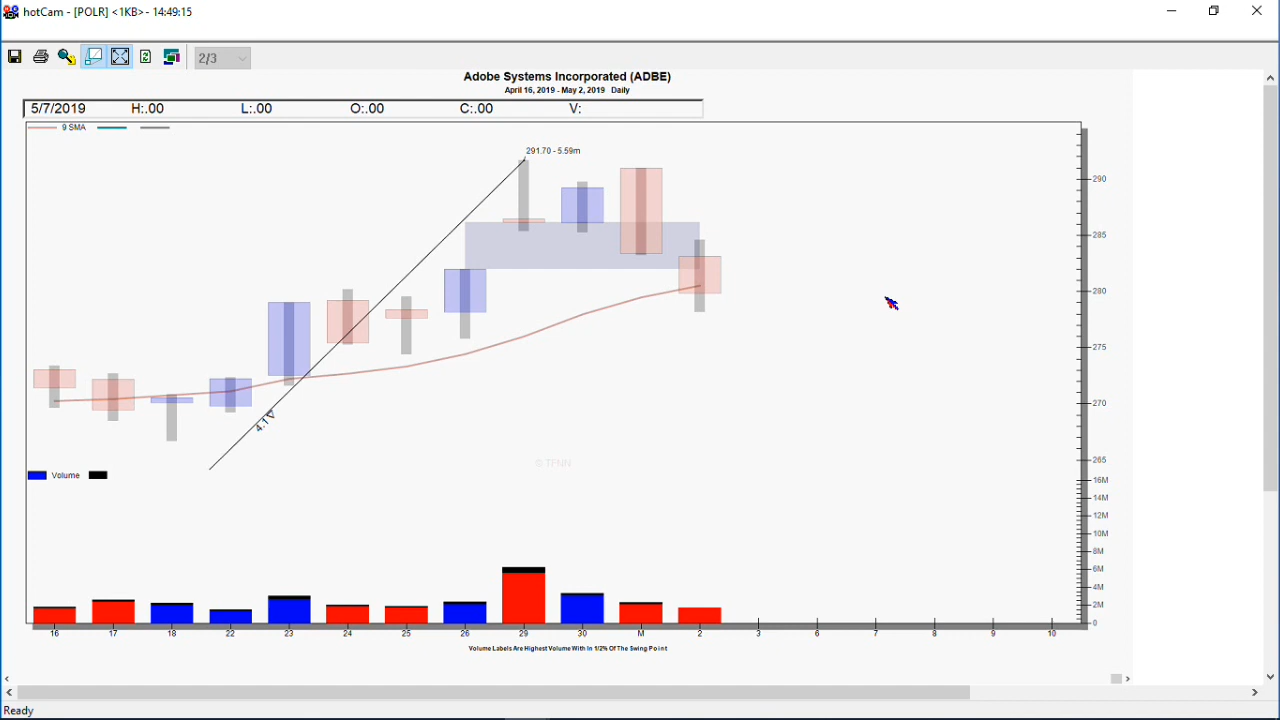 hotCam - [POLR] <1KB> - 14:49:15
2/3
Adobe Systems Incorporated (ADBE)
April 16, 2019 - May 2, 2019 Daily
5/7/2019 H:.00 L:.00 O:.00 C:.00 V:
9 SMA
291.70 - 5.59m
290
285
280
275
270
4.1∇
© TFNN
265
Volume
16M
14M
12M
10M
8M
6M
4M
2M
0
16 17 18 22 23 24 25 26 29 30 M 2 3 6 7 8 9 10
Volume Labels Are Highest Volume With In 1/2% Of The Swing Point
Ready